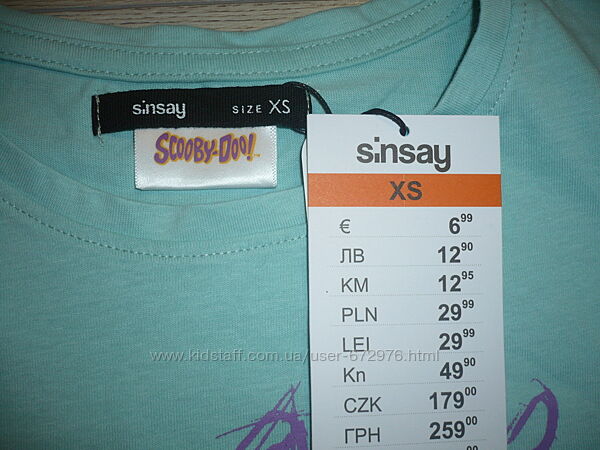 sinsay SIZE XS
SCOOBY-DOO!
sinsay
XS
€ 6 99
ЛВ 12 90
KM 12 95
PLN 29 99
LEI 29 99
Kn 49 90
CZK 179 00
ГРН 259 00
www.kidstaff.com.ua/user-672976.html